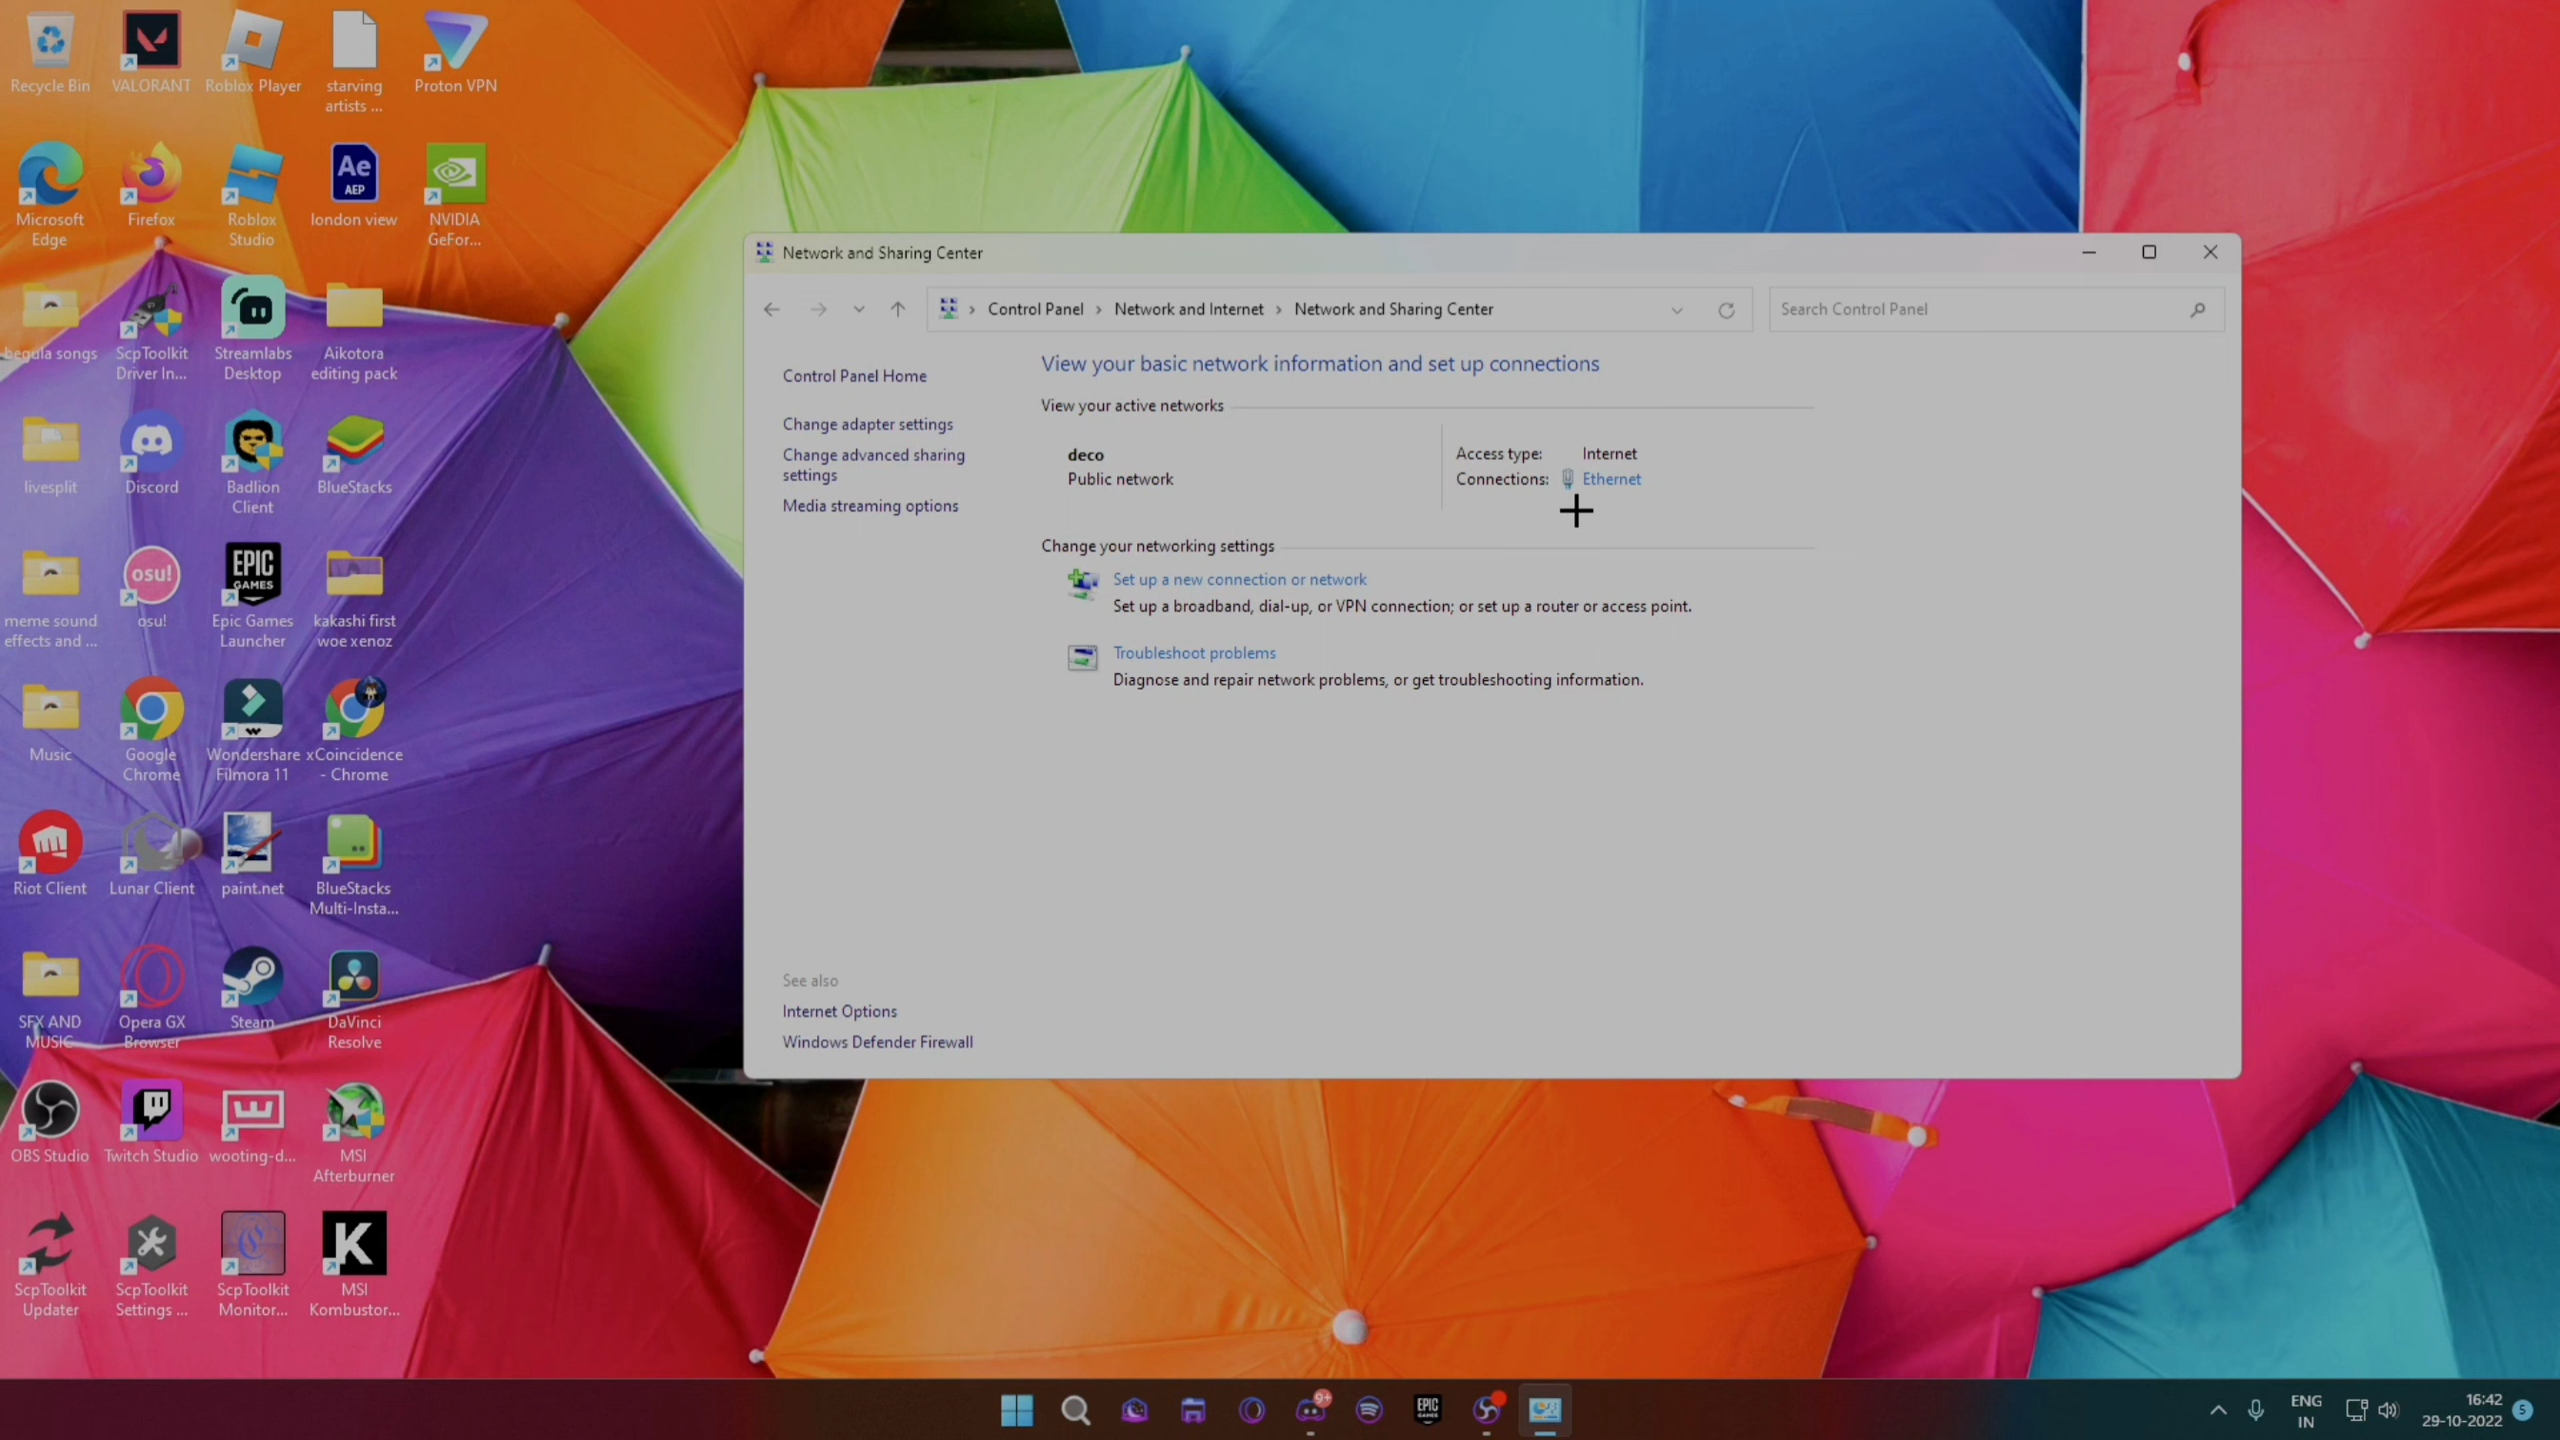 Recycle Bin
VALORANT
Roblox Player
starving
artists ...
Proton VPN
Microsoft
Edge
Firefox
Roblox
Studio
Ae
AEP
london view
NVIDIA
GeFor...
begula songs
ScpToolkit
Driver In...
Streamlabs
Desktop
Aikotora
editing pack
livesplit
Discord
Badlion
Client
BlueStacks
meme sound
effects and ...
osu!
osu!
EPIC
GAMES
Epic Games
Launcher
kakashi first
woe xenoz
Music
Google
Chrome
Wondershare
Filmora 11
xCoincidence
- Chrome
Riot Client
Lunar Client
paint.net
BlueStacks
Multi-Insta...
SFX AND
MUSIC
Opera GX
Browser
Steam
DaVinci
Resolve
OBS Studio
Twitch Studio
wooting-d...
MSI
Afterburner
ScpToolkit
Updater
ScpToolkit
Settings ...
ScpToolkit
Monitor...
K
MSI
Kombustor...
Network and Sharing Center
Control Panel
Network and Internet
Network and Sharing Center
Search Control Panel
Control Panel Home
Change adapter settings
Change advanced sharing
settings
Media streaming options
View your basic network information and set up connections
View your active networks
deco
Public network
Access type: Internet
Connections: Ethernet
Change your networking settings
Set up a new connection or network
Set up a broadband, dial-up, or VPN connection; or set up a router or access point.
Troubleshoot problems
Diagnose and repair network problems, or get troubleshooting information.
See also
Internet Options
Windows Defender Firewall
9+
EPIC
GAMES
ENG
IN
16:42
29-10-2022
5